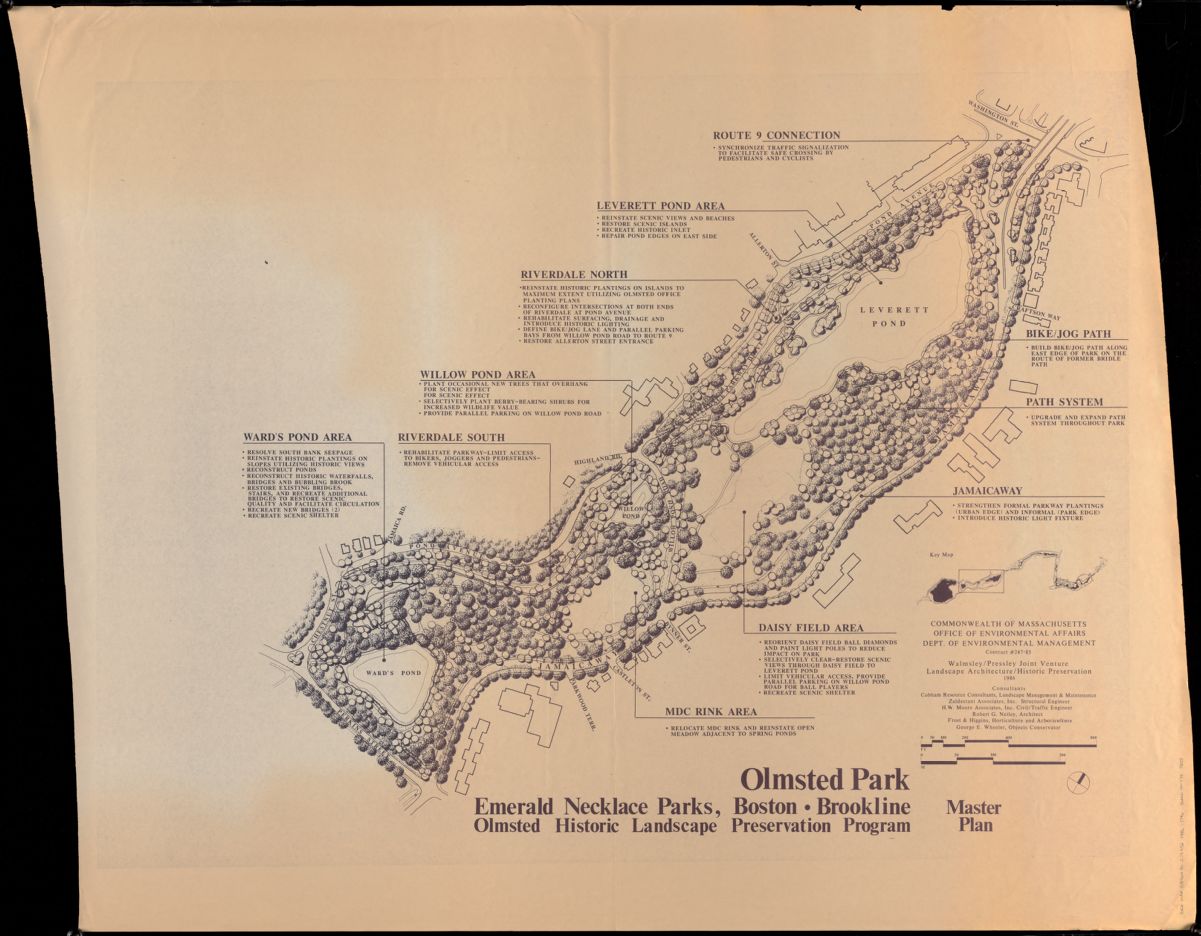 WASHINGTON ST.
ROUTE 9 CONNECTION
• SYNCHRONIZE TRAFFIC SIGNALIZATION
TO FACILITATE SAFE CROSSING BY
PEDESTRIANS AND CYCLISTS
POND AVENUE
LEVERETT POND AREA
• REINSTATE SCENIC VIEWS AND BEACHES
• RESTORE SCENIC ISLANDS
• RECREATE HISTORIC INLET
• REPAIR POND EDGES ON EAST SIDE
ALLERTON ST.
RIVERDALE NORTH
•REINSTATE HISTORIC PLANTINGS ON ISLANDS TO
MAXIMUM EXTENT UTILIZING OLMSTED OFFICE
PLANTING PLANS
• RECONFIGURE INTERSECTIONS AT BOTH ENDS
OF RIVERDALE AT POND AVENUE
• REHABILITATE SURFACING, DRAINAGE AND
INTRODUCE HISTORIC LIGHTING
• DEFINE BIKE/JOG LANE AND PARALLEL PARKING
BAYS FROM WILLOW POND ROAD TO ROUTE 9
• RESTORE ALLERTON STREET ENTRANCE
LEVERETT
POND
BIKE/JOG PATH
• BUILD BIKE/JOG PATH ALONG
EAST EDGE OF PARK ON THE
ROUTE OF FORMER BRIDLE
PATH
WILLOW POND AREA
• PLANT OCCASIONAL NEW TREES THAT OVERHANG
FOR SCENIC EFFECT
FOR SCENIC EFFECT
• SELECTIVELY PLANT BERRY-BEARING SHRUBS FOR
INCREASED WILDLIFE VALUE
• PROVIDE PARALLEL PARKING ON WILLOW POND ROAD
PATH SYSTEM
• UPGRADE AND EXPAND PATH
SYSTEM THROUGHOUT PARK
WARD'S POND AREA
• RESOLVE SOUTH BANK SEEPAGE
• REINSTATE HISTORIC PLANTINGS ON
SLOPES UTILIZING HISTORIC VIEWS
• RECONSTRUCT PONDS
• RECONSTRUCT HISTORIC WATERFALLS,
BRIDGES AND BUBBLING BROOK
• RESTORE EXISTING BRIDGES,
STAIRS, AND RECREATE ADDITIONAL
BRIDGES TO RESTORE SCENIC
QUALITY AND FACILITATE CIRCULATION
• RECREATE NEW BRIDGES (2)
• RECREATE SCENIC SHELTER
RIVERDALE SOUTH
• REHABILITATE PARKWAY-LIMIT ACCESS
TO BIKERS, JOGGERS AND PEDESTRIANS-
REMOVE VEHICULAR ACCESS
HIGHLAND RD.
WILLOW
POND
JAMAICAWAY
• STRENGTHEN FORMAL PARKWAY PLANTINGS
(URBAN EDGE) AND INFORMAL (PARK EDGE)
• INTRODUCE HISTORIC LIGHT FIXTURE
POND
Key Map
WARD'S POND
JAMAICAWAY
CASTLETON ST.
PARKWOOD TERR.
DAISY FIELD AREA
• REORIENT DAISY FIELD BALL DIAMONDS
AND PAINT LIGHT POLES TO REDUCE
IMPACT ON PARK
• SELECTIVELY CLEAR-RESTORE SCENIC
VIEWS THROUGH DAISY FIELD TO
LEVERETT POND
• LIMIT VEHICULAR ACCESS, PROVIDE
PARALLEL PARKING ON WILLOW POND
ROAD FOR BALL PLAYERS
• RECREATE SCENIC SHELTER
MDC RINK AREA
• RELOCATE MDC RINK AND REINSTATE OPEN
MEADOW ADJACENT TO SPRING PONDS
COMMONWEALTH OF MASSACHUSETTS
OFFICE OF ENVIRONMENTAL AFFAIRS
DEPT. OF ENVIRONMENTAL MANAGEMENT
Walmsley/Pressley Joint Venture
Landscape Architecture/Historic Preservation
1986
Consultants
Cobham Resource Consultants, Landscape Management & Maintenance
Zaldastani Associates, Inc. Structural Engineer
H.W. Moore Associates, Inc. Civil/Traffic Engineer
Robert G. Neiley, Architect
Frost & Higgins, Horticulture and Arboriculture
George E. Wheeler, Objects Conservator
Olmsted Park
Emerald Necklace Parks, Boston • Brookline
Olmsted Historic Landscape Preservation Program
Master
Plan